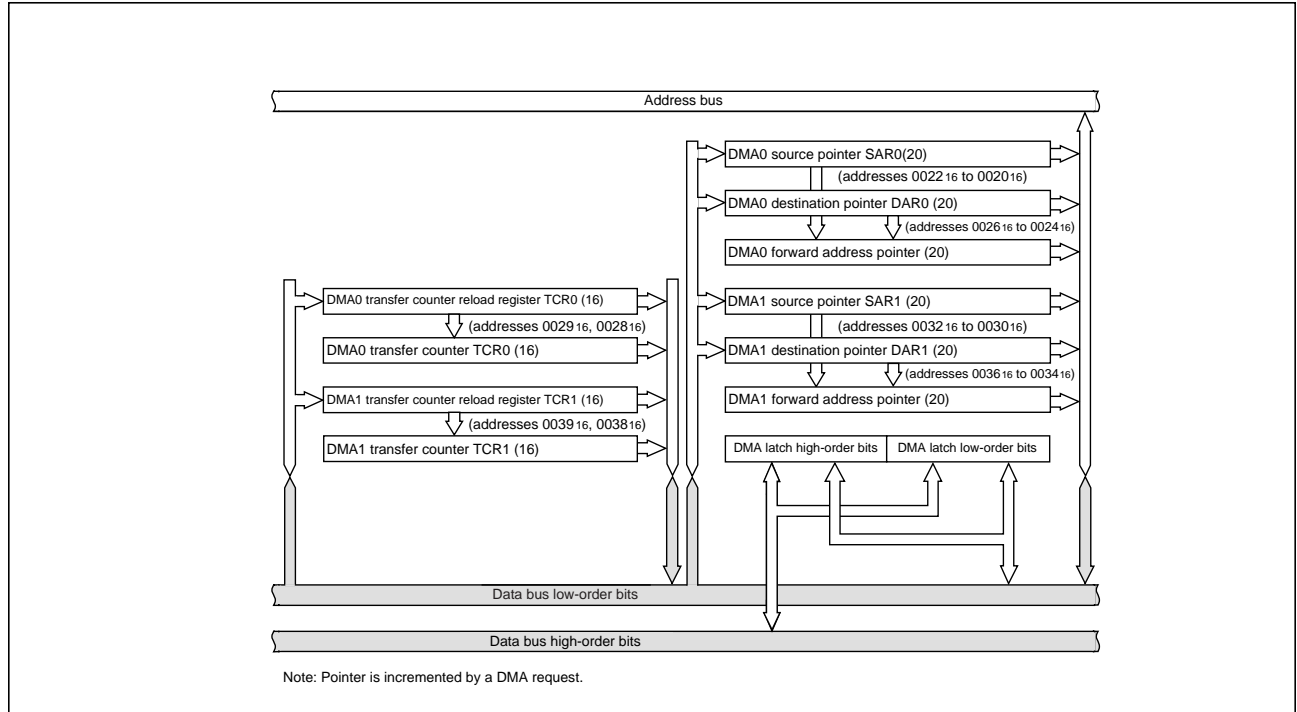 Address bus
DMA0 source pointer SAR0(20)
(addresses 0022 16 to 0020 16)
DMA0 destination pointer DAR0 (20)
(addresses 0026 16 to 0024 16)
DMA0 forward address pointer (20)
DMA0 transfer counter reload register TCR0 (16)
(addresses 0029 16, 0028 16)
DMA0 transfer counter TCR0 (16)
DMA1 transfer counter reload register TCR1 (16)
(addresses 0039 16, 0038 16)
DMA1 transfer counter TCR1 (16)
DMA1 source pointer SAR1 (20)
(addresses 0032 16 to 0030 16)
DMA1 destination pointer DAR1 (20)
(addresses 0036 16 to 0034 16)
DMA1 forward address pointer (20)
DMA latch high-order bits
DMA latch low-order bits
Data bus low-order bits
Data bus high-order bits
Note: Pointer is incremented by a DMA request.